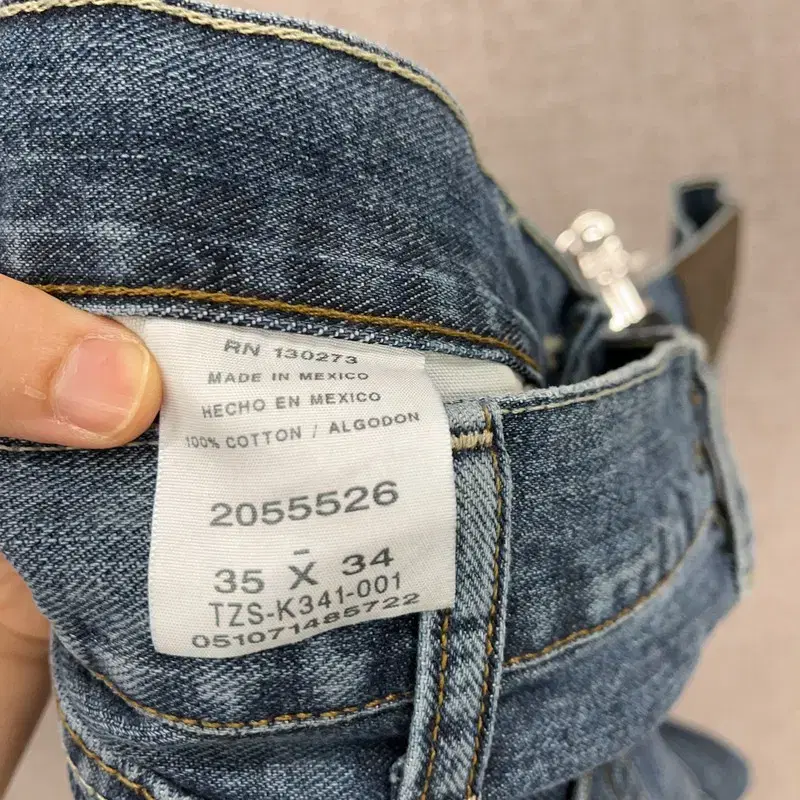 RN 130273
MADE IN MEXICO
HECHO EN MEXICO
100% COTTON / ALGODON
2055526
-
35 X 34
TZS-K341-001
051071485722